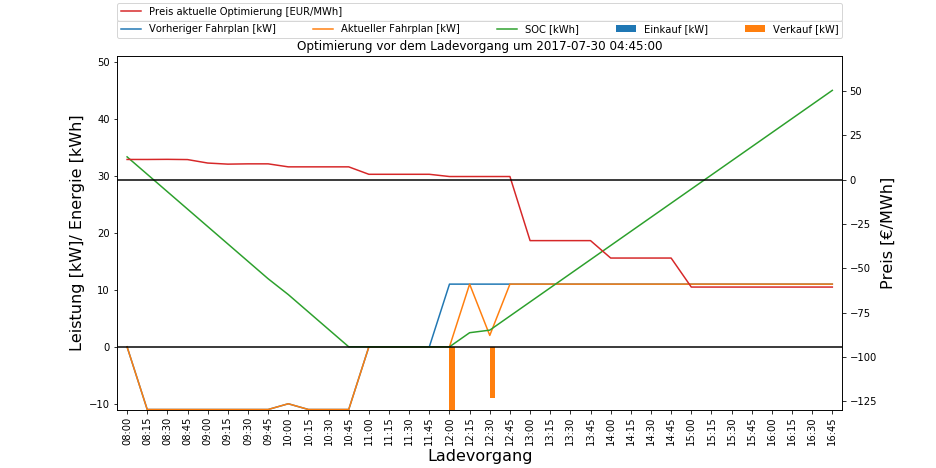 Preis aktuelle Optimierung [EUR/MWh]
Vorheriger Fahrplan [kW] Aktueller Fahrplan [kW] SOC [kWh] Einkauf [kW] Verkauf [kW]
Optimierung vor dem Ladevorgang um 2017-07-30 04:45:00
Leistung [kW]/ Energie [kWh]
50
40
30
20
10
0
−10
Preis [€/MWh]
50
25
0
−25
−50
−75
−100
−125
08:00 08:15 08:30 08:45 09:00 09:15 09:30 09:45 10:00 10:15 10:30 10:45 11:00 11:15 11:30 11:45 12:00 12:15 12:30 12:45 13:00 13:15 13:30 13:45 14:00 14:15 14:30 14:45 15:00 15:15 15:30 15:45 16:00 16:15 16:30 16:45
Ladevorgang